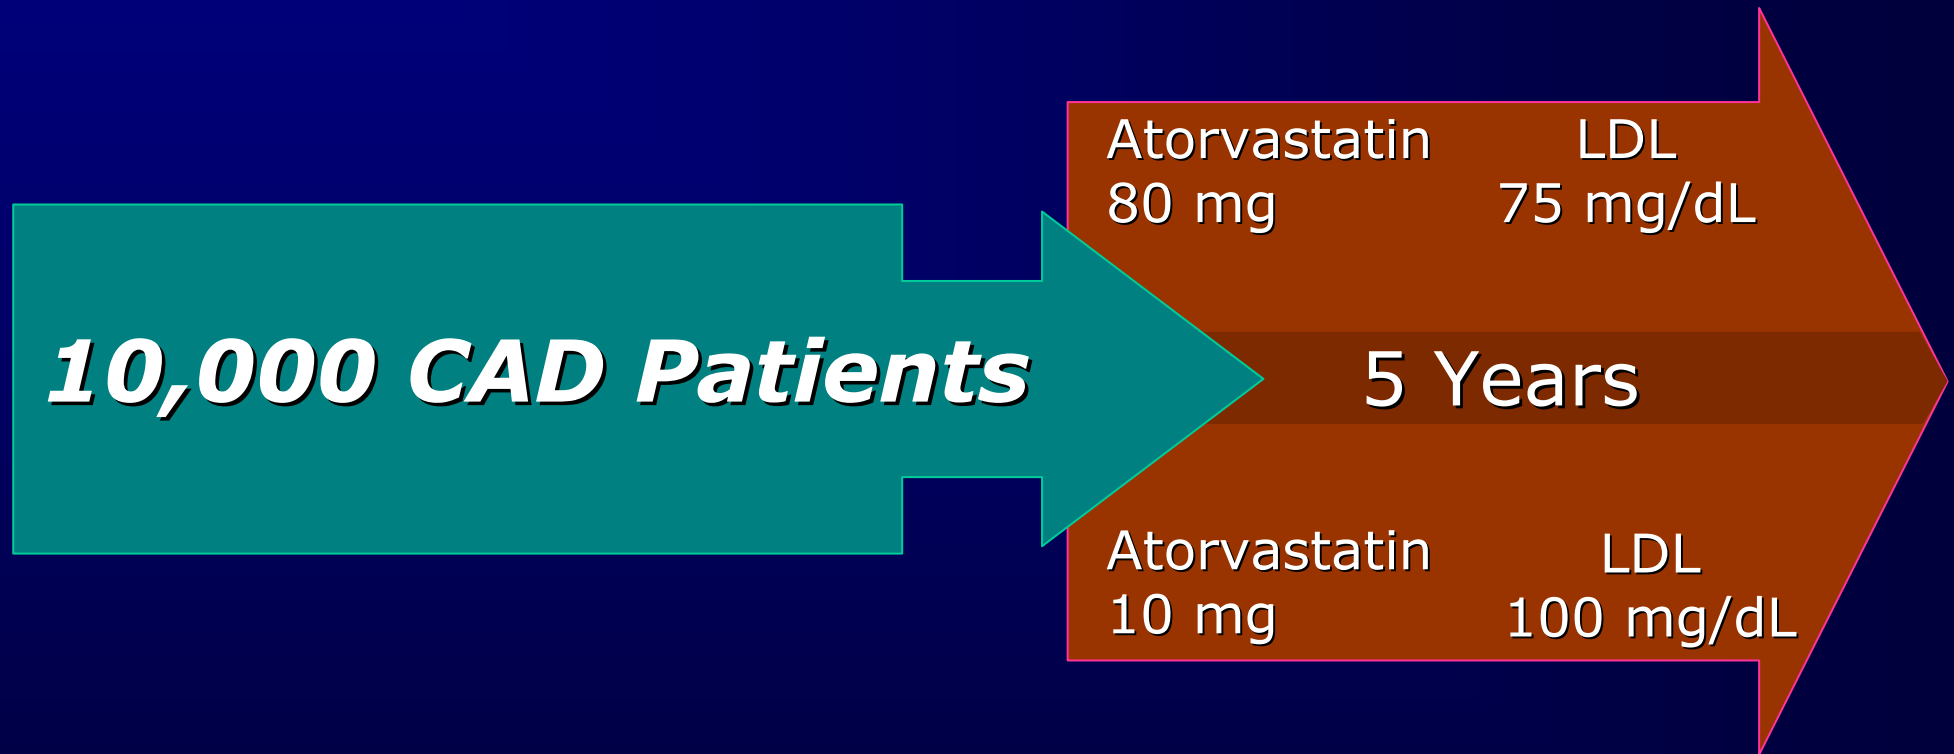 Atorvastatin
80 mg
LDL
75 mg/dL
10,000 CAD Patients
5 Years
Atorvastatin
10 mg
LDL
100 mg/dL